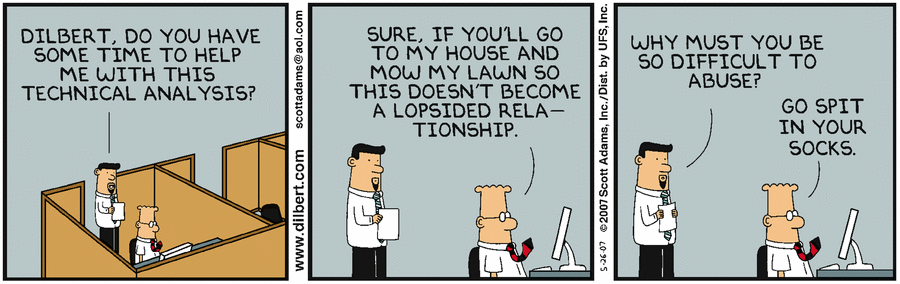 DILBERT, DO YOU HAVE
SOME TIME TO HELP
ME WITH THIS
TECHNICAL ANALYSIS?
www.dilbert.com
scottadams@aol.com
SURE, IF YOU'LL GO
TO MY HOUSE AND
MOW MY LAWN SO
THIS DOESN'T BECOME
A LOPSIDED RELA-
TIONSHIP.
5-26-07 ©2007 Scott Adams, Inc./Dist. by UFS, Inc.
WHY MUST YOU BE
SO DIFFICULT TO
ABUSE?
GO SPIT
IN YOUR
SOCKS.